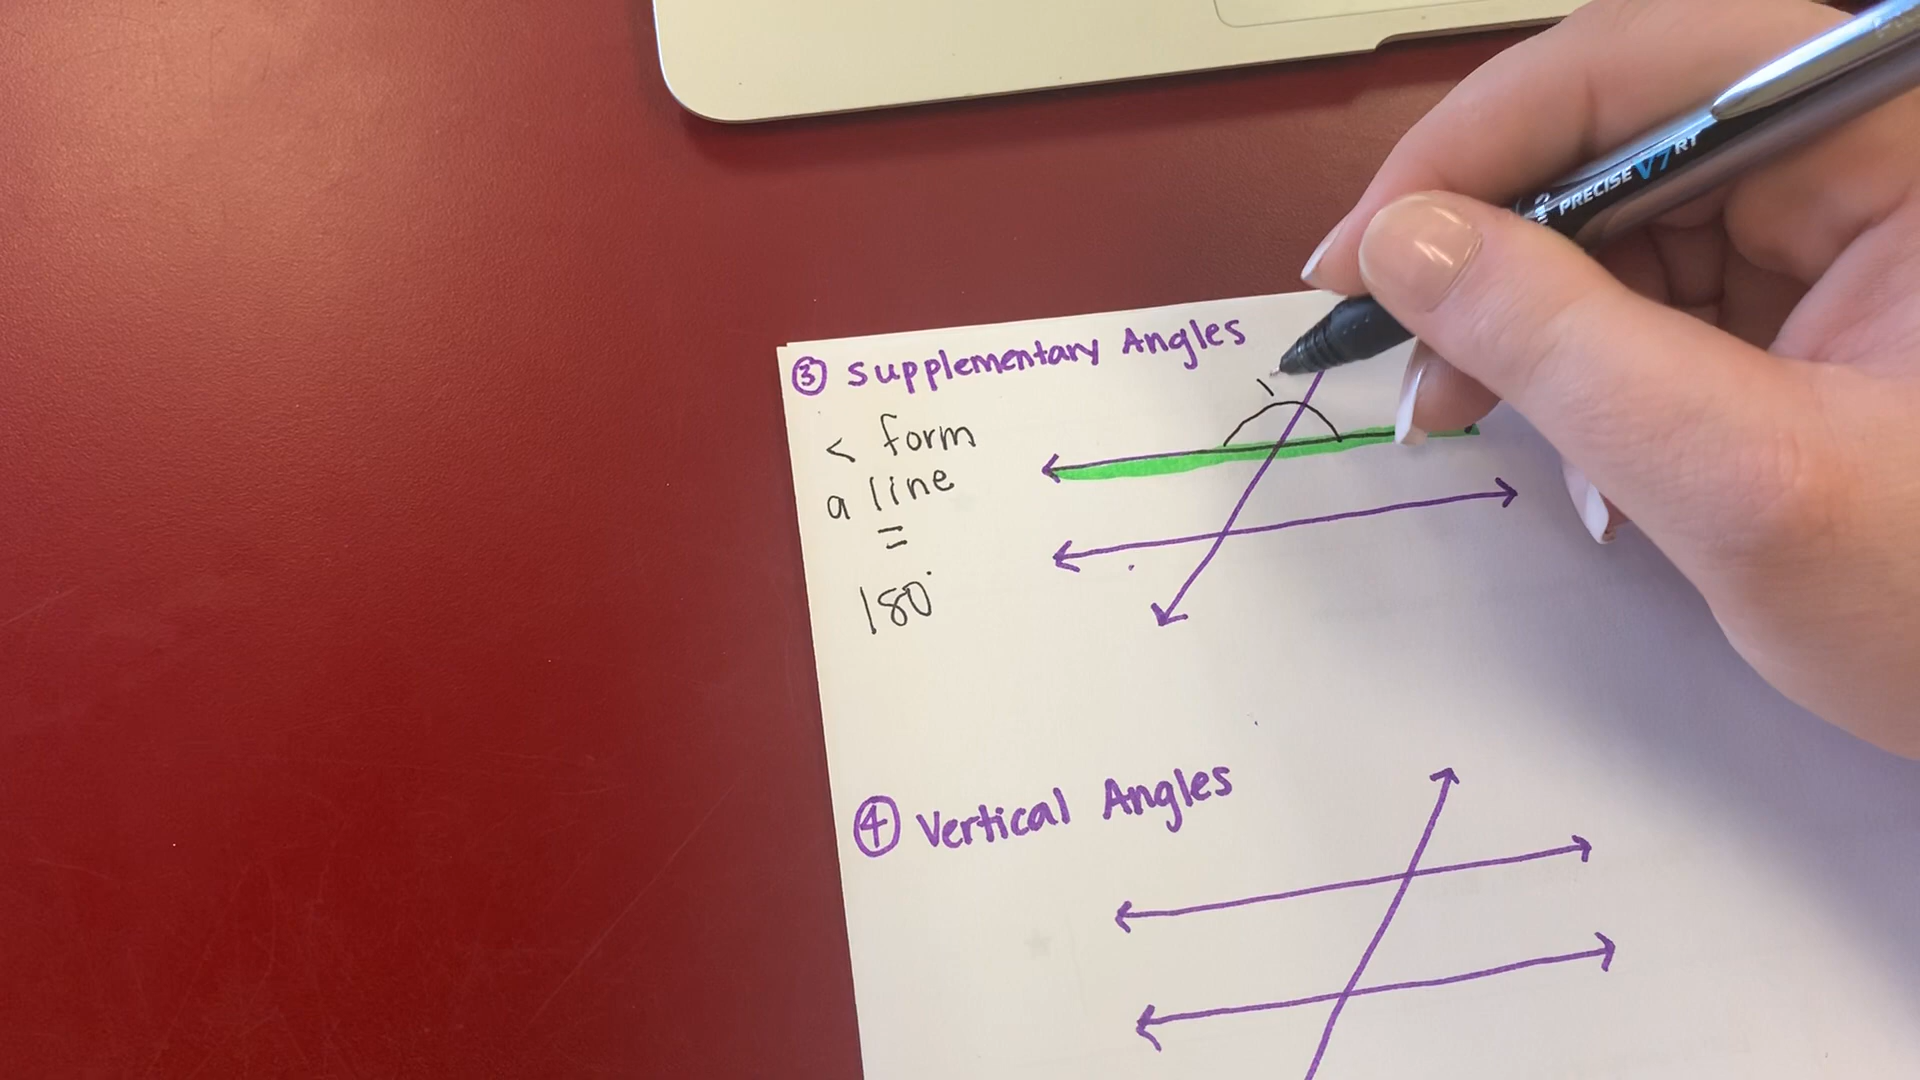 ③ Supplementary Angles
< form
a line
=
180°
④ Vertical Angles
PRECISE V7 RT